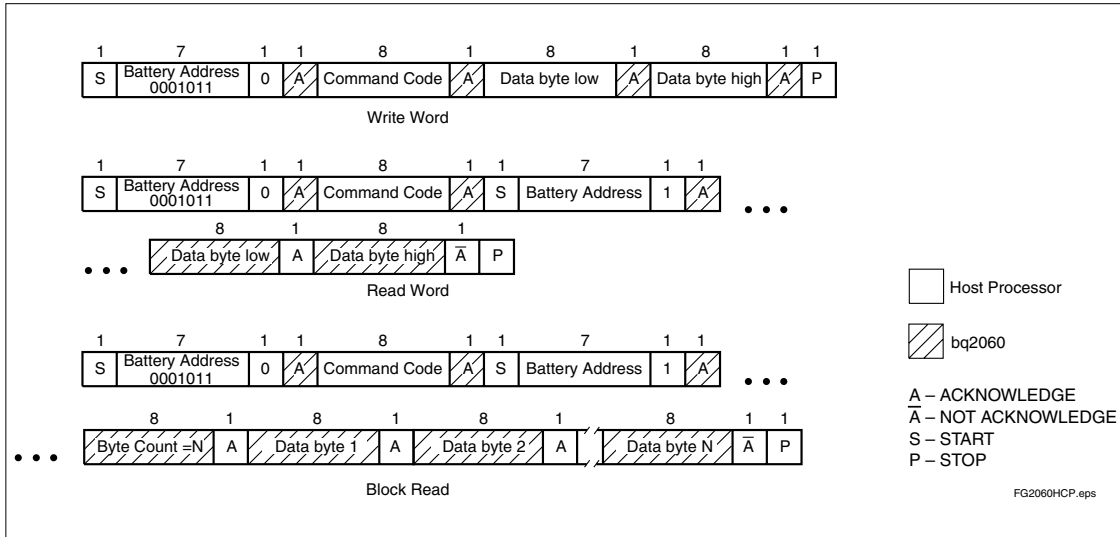 1 7 1 1 8 1 8 1 8 1 1
S Battery Address 0001011 0 A Command Code A Data byte low A Data byte high A P
Write Word
1 7 1 1 8 1 1 7 1 1
S Battery Address 0001011 0 A Command Code A S Battery Address 1 A • • •
8 1 8 1
• • • Data byte low A Data byte high A̅ P
Read Word
1 7 1 1 8 1 1 7 1 1
S Battery Address 0001011 0 A Command Code A S Battery Address 1 A • • •
8 1 8 1 8 1 8 1 1
• • • Byte Count =N A Data byte 1 A Data byte 2 A Data byte N A̅ P
Block Read
Host Processor
bq2060
A – ACKNOWLEDGE
A̅ – NOT ACKNOWLEDGE
S – START
P – STOP
FG2060HCP.eps